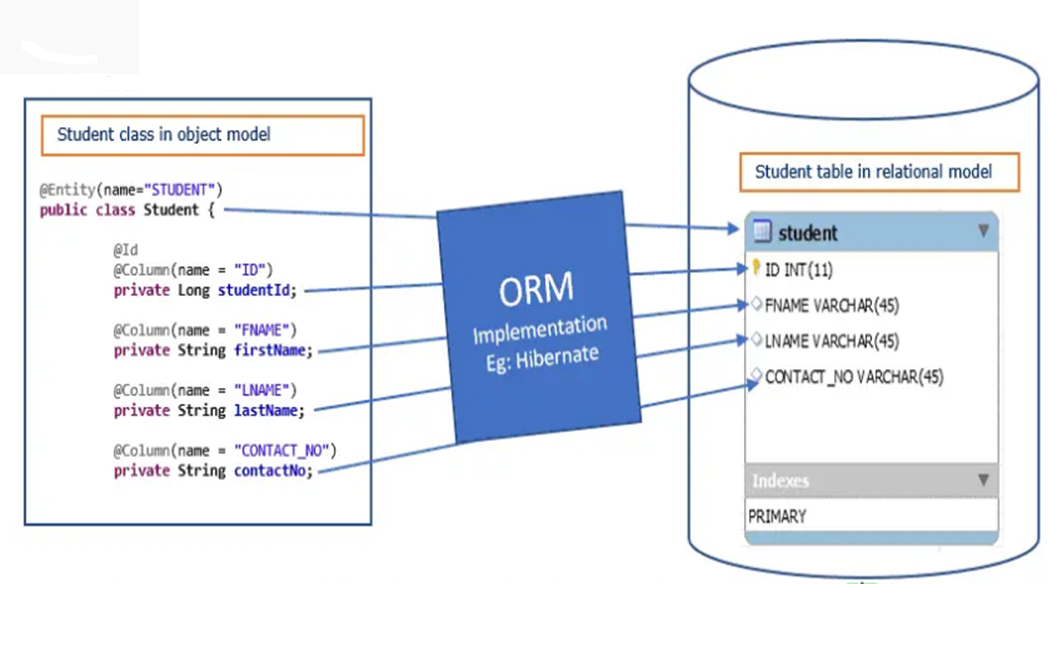 Student class in object model
@Entity(name="STUDENT")
public class Student {
@Id
@Column(name = "ID")
private Long studentId;
@Column(name = "FNAME")
private String firstName;
@Column(name = "LNAME")
private String lastName;
@Column(name = "CONTACT_NO")
private String contactNo;
ORM
Implementation
Eg: Hibernate
Student table in relational model
student
ID INT(11)
FNAME VARCHAR(45)
LNAME VARCHAR(45)
CONTACT_NO VARCHAR(45)
Indexes
PRIMARY